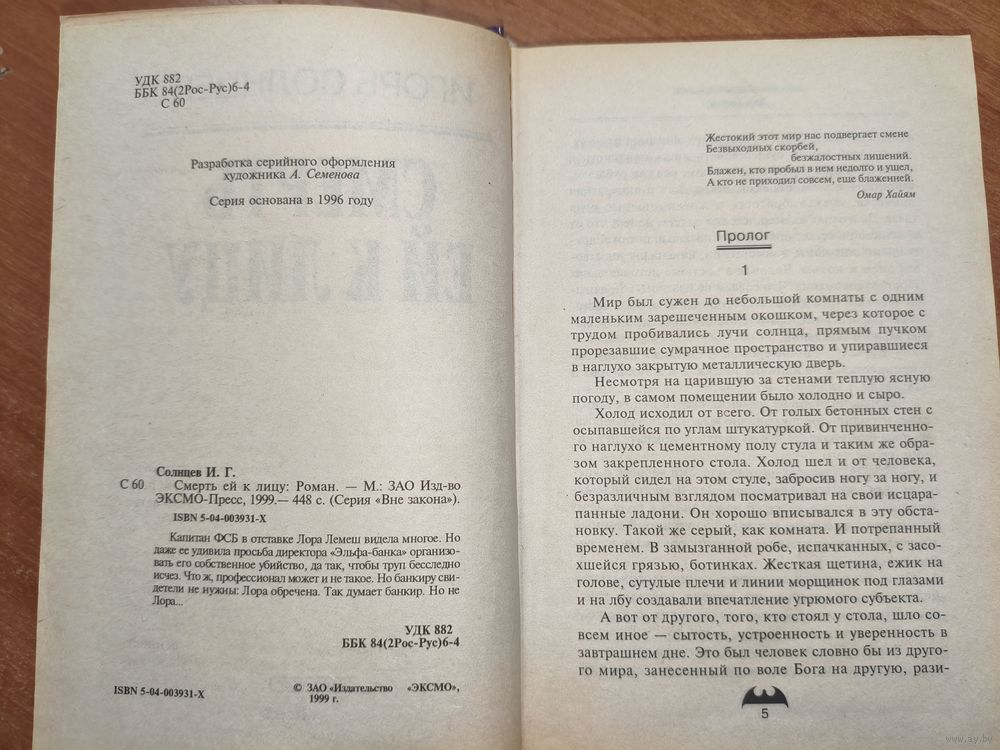 УДК 882
ББК 84(2Рос-Рус)6-4
С 60
Разработка серийного оформления
художника А. Семенова
Серия основана в 1996 году
Солнцев И. Г.
С 60 Смерть ей к лицу: Роман. — М.: ЗАО Изд-во
ЭКСМО-Пресс, 1999.— 448 с. (Серия «Вне закона»).
ISBN 5-04-003931-X
Капитан ФСБ в отставке Лора Лемеш видела многое. Но
даже ее удивила просьба директора «Эльфа-банка» организо-
вать его собственное убийство, да так, чтобы труп бесследно
исчез. Что ж, профессионал может и не такое. Но банкиру сви-
детели не нужны: Лора обречена. Так думает банкир. Но не
Лора...
УДК 882
ББК 84(2Рос-Рус)6-4
ISBN 5-04-003931-X
© ЗАО «Издательство «ЭКСМО»,
1999 г.
Жестокий этот мир нас подвергает смене
Безвыходных скорбей,
безжалостных лишений.
Блажен, кто пробыл в нем недолго и ушел,
А кто не приходил совсем, еще блаженней.
Омар Хайям
Пролог
1
Мир был сужен до небольшой комнаты с одним
маленьким зарешеченным окошком, через которое с
трудом пробивались лучи солнца, прямым пучком
прорезавшие сумрачное пространство и упиравшиеся
в наглухо закрытую металлическую дверь.
Несмотря на царившую за стенами теплую ясную
погоду, в самом помещении было холодно и сыро.
Холод исходил от всего. От голых бетонных стен с
осыпавшейся по углам штукатуркой. От привинченно-
го наглухо к цементному полу стула и таким же обра-
зом закрепленного стола. Холод шел и от человека,
который сидел на этом стуле, забросив ногу за ногу, и
безразличным взглядом посматривал на свои исцара-
панные ладони. Он хорошо вписывался в эту обста-
новку. Такой же серый, как комната. И потрепанный
временем. В замызганной робе, испачканных, с засо-
хшейся грязью, ботинках. Жесткая щетина, ежик на
голове, сутулые плечи и линии морщинок под глазами
и на лбу создавали впечатление угрюмого субъекта.
А вот от другого, того, кто стоял у стола, шло со-
всем иное — сытость, устроенность и уверенность в
завтрашнем дне. Это был человек словно бы из друго-
го мира, занесенный по воле Бога на другую, рази-
5
www.ay.by